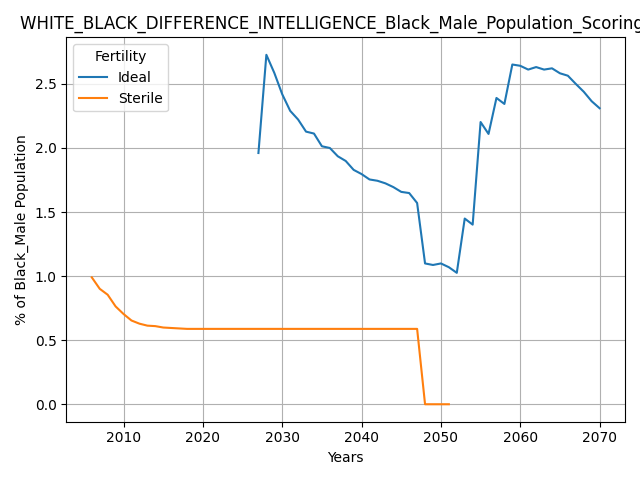 WHITE_BLACK_DIFFERENCE_INTELLIGENCE_Black_Male_Population_Scoring
Fertility
Ideal
Sterile
% of Black_Male Population
2.5
2.0
1.5
1.0
0.5
0.0
2010 2020 2030 2040 2050 2060 2070
Years